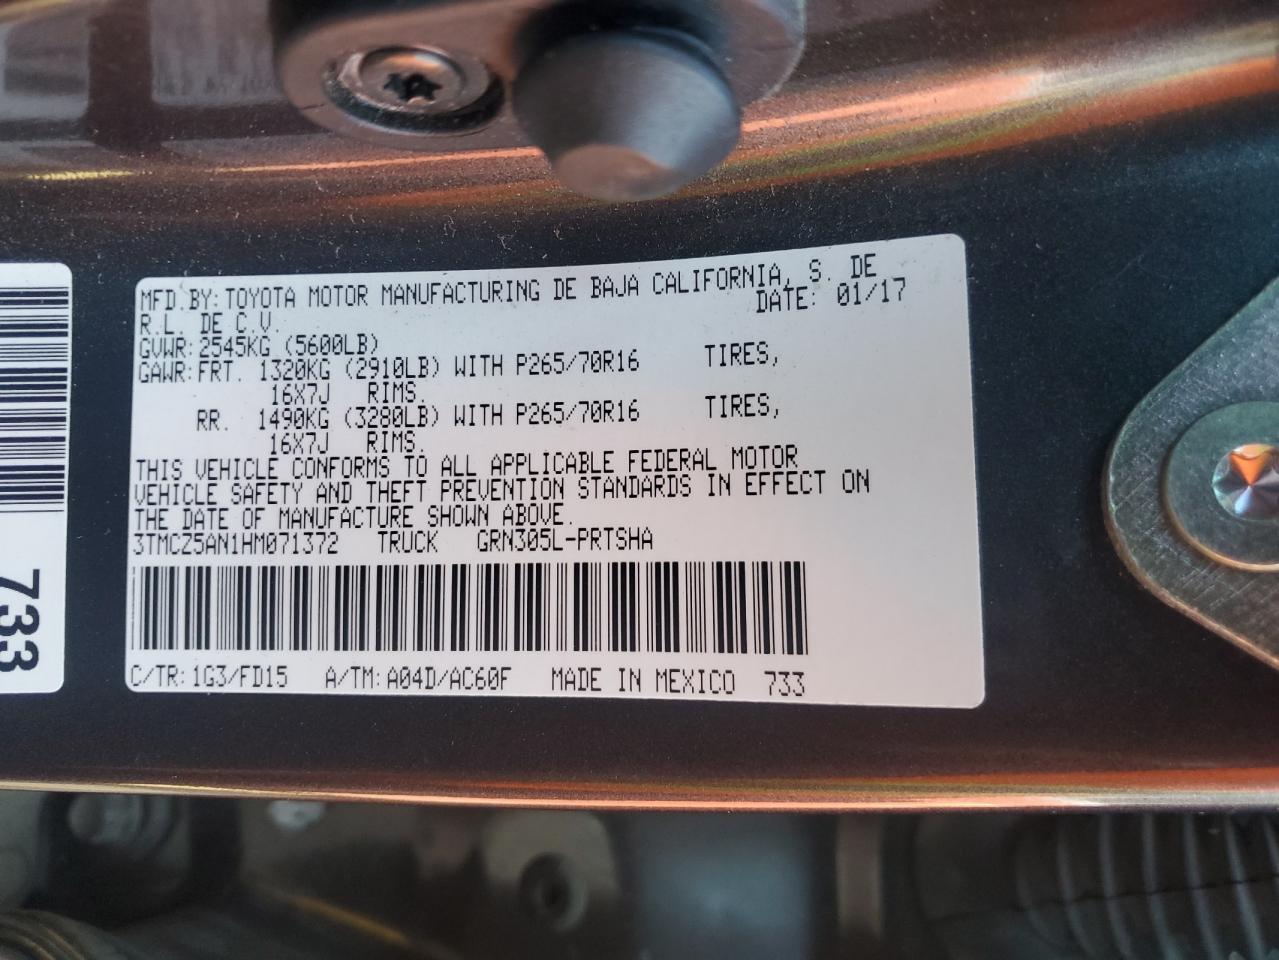 MFD. BY: TOYOTA MOTOR MANUFACTURING DE BAJA CALIFORNIA, S. DE
R.L. DE C.V. DATE: 01/17
GVWR: 2545KG (5600LB)
GAWR: FRT. 1320KG (2910LB) WITH P265/70R16 TIRES,
16X7J RIMS.
RR. 1490KG (3280LB) WITH P265/70R16 TIRES,
16X7J RIMS.
THIS VEHICLE CONFORMS TO ALL APPLICABLE FEDERAL MOTOR
VEHICLE SAFETY AND THEFT PREVENTION STANDARDS IN EFFECT ON
THE DATE OF MANUFACTURE SHOWN ABOVE.
3TMCZ5AN1HM071372 TRUCK GRN305L-PRTSHA
C/TR: 1G3/FD15 A/TM: A04D/AC60F MADE IN MEXICO 733
733